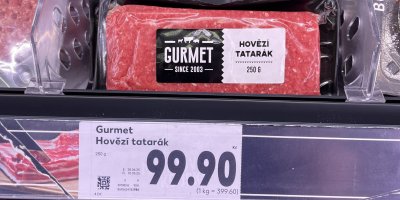 GURMET
SINCE 2003
HOVĚZÍ
TATARÁK
250 G
Gurmet
Hovězí tatarák
250 g
Kč
99.90
(1 kg = 399.60)